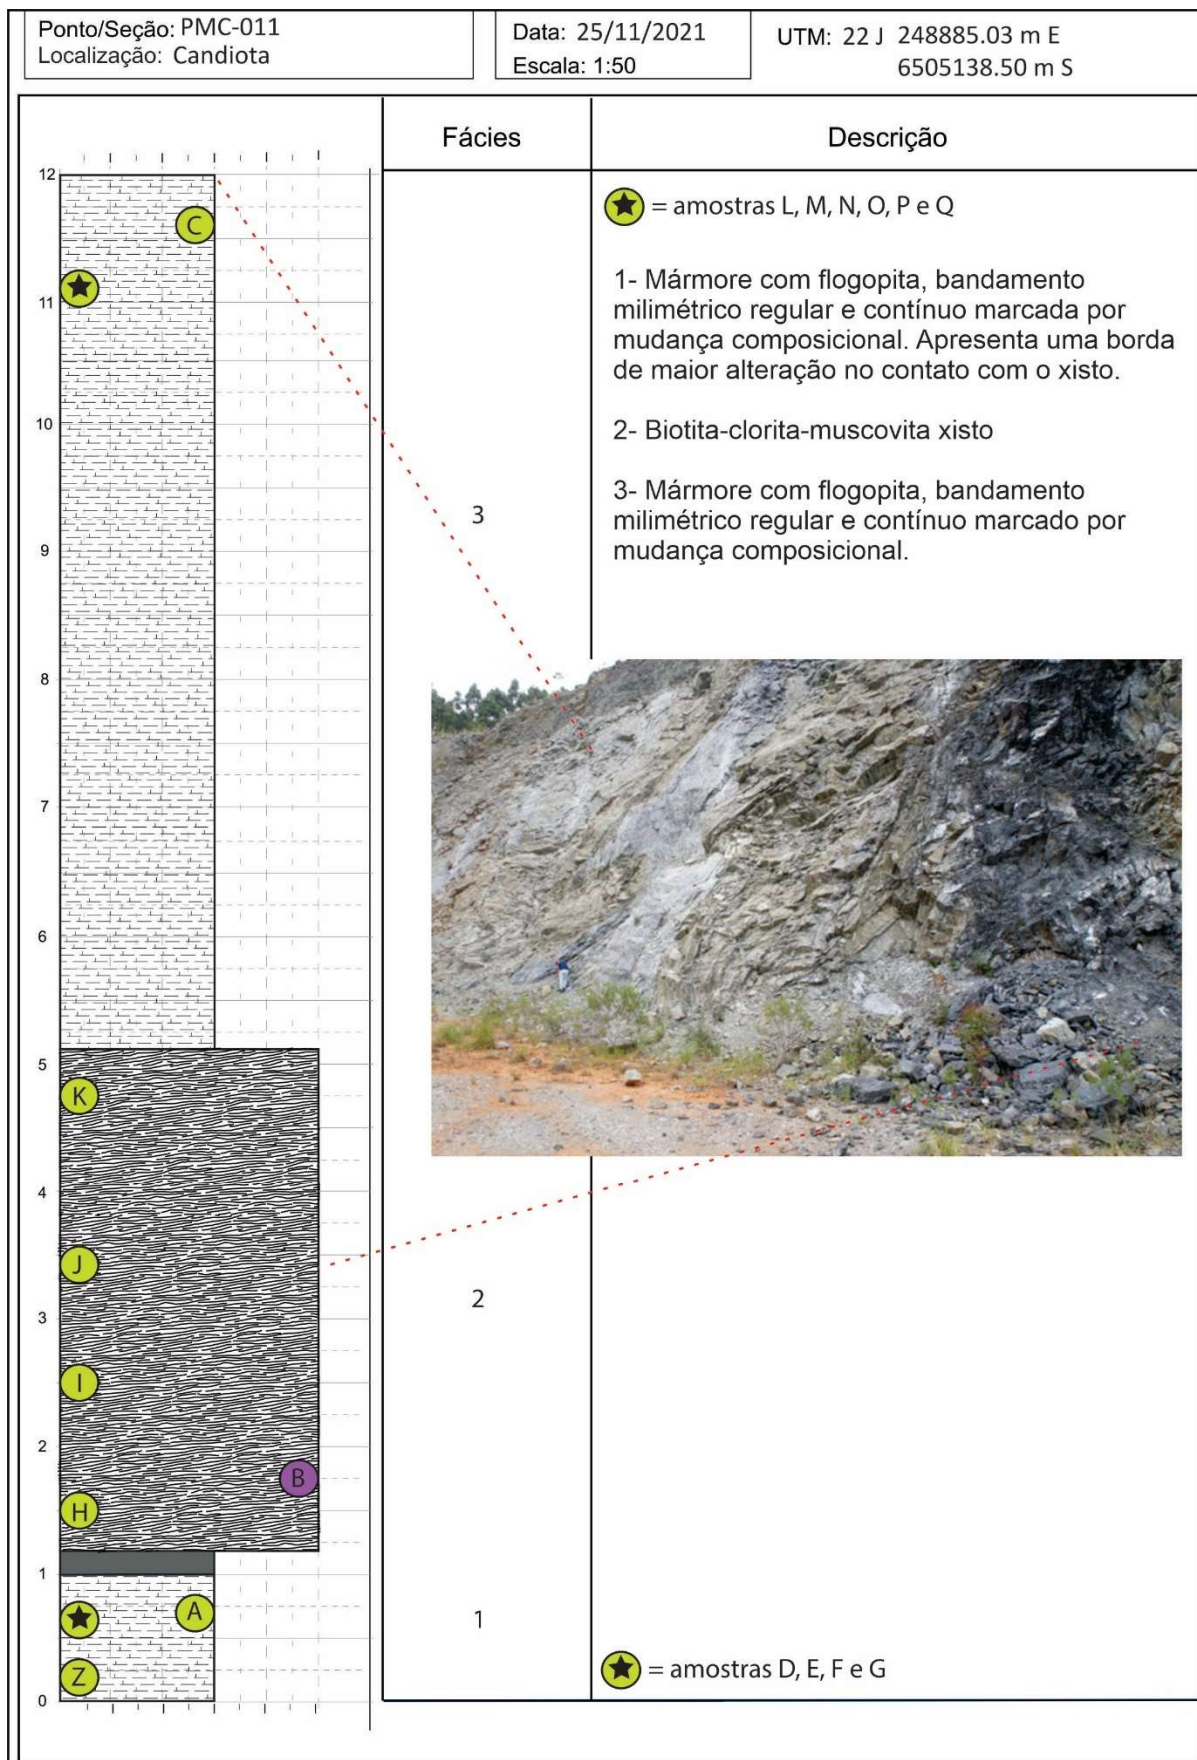 Ponto/Seção: PMC-011
Localização: Candiota
Data: 25/11/2021
Escala: 1:50
UTM: 22 J 248885.03 m E
6505138.50 m S
Fácies
Descrição
12
11
10
9
8
7
6
5
4
3
2
1
0
C
K
J
I
B
H
A
Z
3
2
1
= amostras L, M, N, O, P e Q
1- Mármore com flogopita, bandamento
milimétrico regular e contínuo marcada por
mudança composicional. Apresenta uma borda
de maior alteração no contato com o xisto.
2- Biotita-clorita-muscovita xisto
3- Mármore com flogopita, bandamento
milimétrico regular e contínuo marcado por
mudança composicional.
= amostras D, E, F e G